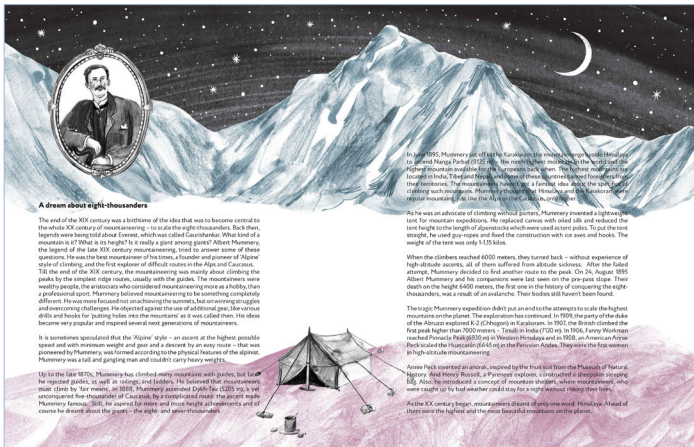 A dream about eight-thousanders
The end of the XIX century was a birthtime of the idea that was to become central to
the whole XX century of mountaineering – to scale the eight-thousanders. Back then,
legends were being told about Everest, which was called Gaurishankar. What kind of a
mountain is it? What is its height? Is it really a giant among giants? Albert Mummery,
the legend of the late XIX century mountaineering, tried to answer some of these
questions. He was the best mountaineer of his times, a founder and pioneer of 'Alpine'
style of climbing, and the first explorer of difficult routes in the Alps and Caucasus.
Till the end of the XIX century, the mountaineering was mainly about climbing the
peaks by the simplest ridge routes, usually with the guides. The mountaineers were
wealthy people, the aristocrats who considered mountaineering more as a hobby, than
a professional sport. Mummery believed mountaineering to be something completely
different. He was more focused not on achieving the summits, but on winning struggles
and overcoming challenges. He objected against the use of additional gear, like various
drills and hooks for 'putting holes into the mountains' as it was called then. His ideas
became very popular and inspired several next generations of mountaineers.
It is sometimes speculated that the 'Alpine' style – an ascent at the highest possible
speed and with minimum weight and gear and a descent by an easy route – that was
pioneered by Mummery, was formed according to the physical features of the alpinist.
Mummery was a tall and gangling man and couldn't carry heavy weights.
Up to the late 1870s, Mummery has climbed many mountains with guides, but later
he rejected guides, as well as railings, and ladders. He believed that mountaineers
must climb by 'fair means'. In 1888, Mummery ascended Dykh-Tau (5205 m), a yet
unconquered five-thousander of Caucasus, by a complicated route: the ascent made
Mummery famous. Still, he aspired for more and more height achievements and of
course he dreamt about the giants – the eight- and seven-thousanders.
In June 1895, Mummery set off to the Karakoram, the mountain range beside Himalaya
to ascend Nanga Parbat (8125 m) – the ninth highest mountain in the world and the
highest mountain available for the Europeans back when. The highest mountains are
located in India, Tibet and Nepal, and some of these countries banned foreigners from
their territories. The mountaineers haven't got a faintest idea about the specifics of
climbing such mountains. Mummery thought that Himalaya and the Karakoram were
regular mountains, just like the Alps or the Caucasus, only higher.
As he was an advocate of climbing without porters, Mummery invented a lightweight
tent for mountain expeditions. He replaced canvas with oiled silk and reduced the
tent height to the length of alpenstocks which were used as tent poles. To put the tent
straight, he used guy-ropes and fixed the construction with ice axes and hooks. The
weight of the tent was only 1-1,15 kilos.
When the climbers reached 6000 meters, they turned back – without experience of
high-altitude ascents, all of them suffered from altitude sickness. After the failed
attempt, Mummery decided to find another route to the peak. On 24, August 1895
Albert Mummery and his companions were last seen on the pre-pass slope. Their
death on the height 6400 meters, the first one in the history of conquering the eight-
thousanders, was a result of an avalanche. Their bodies still haven't been found.
The tragic Mummery expedition didn't put an end to the attempts to scale the highest
mountains on the planet. The exploration has continued. In 1909, the party of the duke
of the Abruzzi explored K-2 (Chhogori) in Karakoram. In 1907, the British climbed the
first peak higher than 7000 meters – Tirsuli in India (7120 m). In 1906, Fanny Workman
reached Pinnacle Peak (6930 m) in Western Himalaya and in 1908, an American Annie
Peck scaled the Huscarán (6645 m) in the Peruvian Andes. They were the first women
in high-altitude mountaineering.
Annie Peck invented an anorak, inspired by the fruit suit from the Museum of Natural
History. And Henry Russell, a Pyrenees explorer, constructed a sheepskin sleeping
bag. Also, he introduced a concept of mountain shelters, where mountaineers, who
were caught up by bad weather could stay for a night without risking their lives.
As the XX century began, mountaineers dreamt of only one word: Himalaya. Ahead of
them were the highest and the most beautiful mountains on the planet.